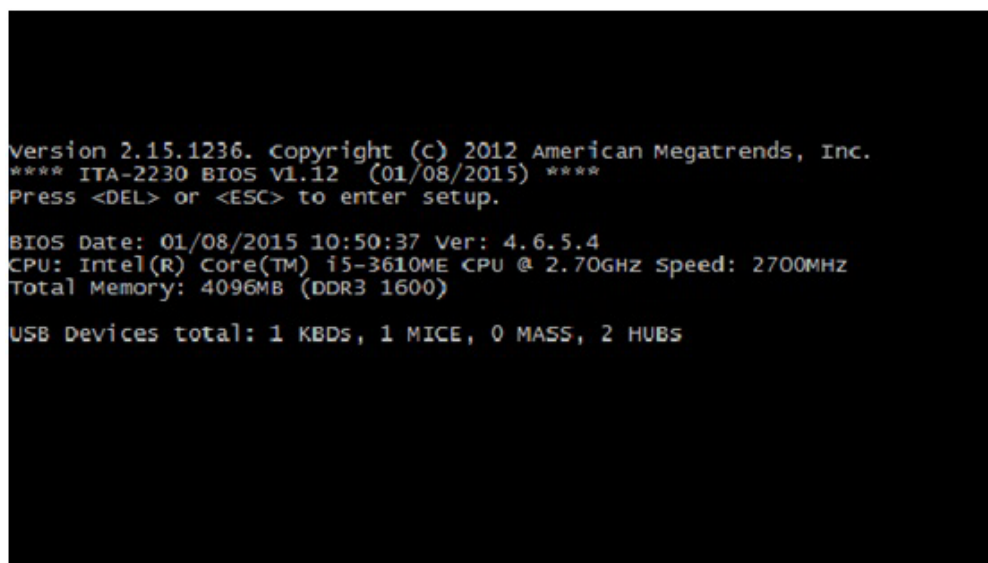 Version 2.15.1236. Copyright (C) 2012 American Megatrends, Inc.
**** ITA-2230 BIOS V1.12 (01/08/2015) ****
Press <DEL> or <ESC> to enter setup.
BIOS Date: 01/08/2015 10:50:37 Ver: 4.6.5.4
CPU: Intel(R) Core(TM) i5-3610ME CPU @ 2.70GHz Speed: 2700MHz
Total Memory: 4096MB (DDR3 1600)
USB Devices total: 1 KBDs, 1 MICE, 0 MASS, 2 HUBs